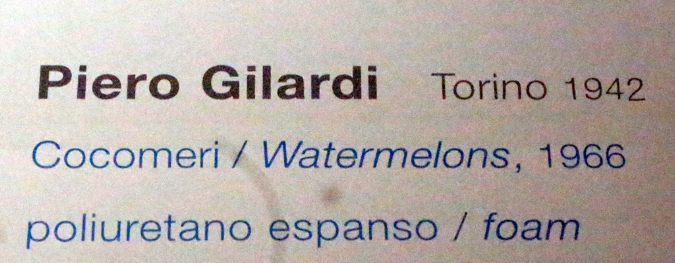 Piero Gilardi Torino 1942
Cocomeri / Watermelons, 1966
poliuretano espanso / foam